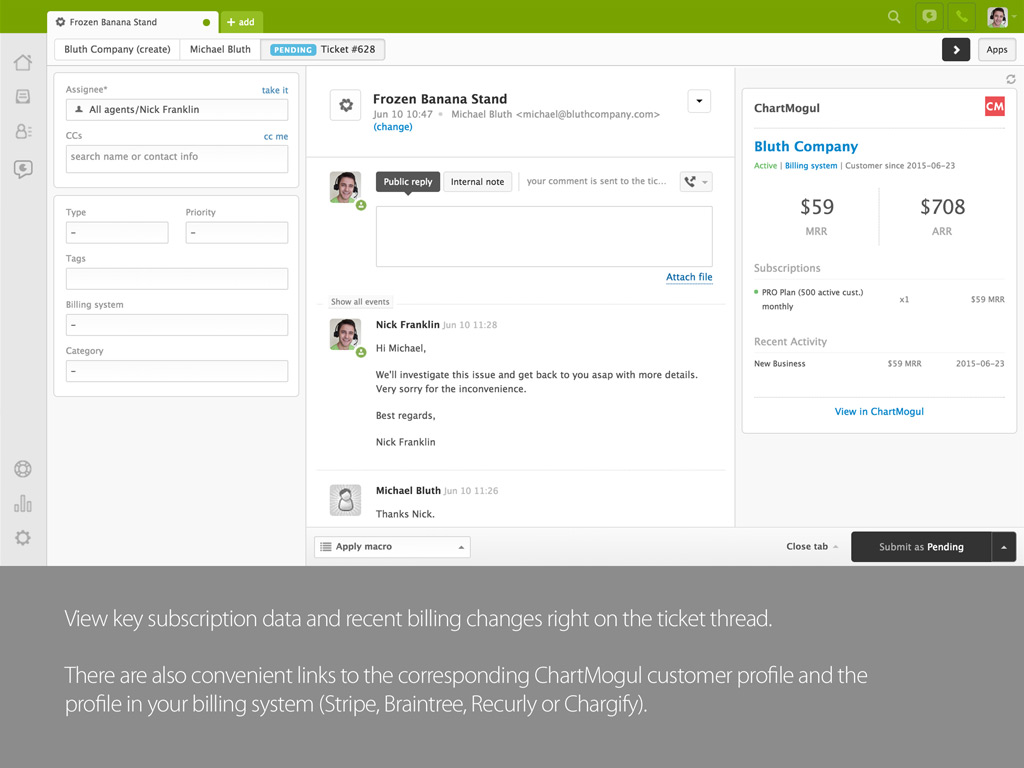 Frozen Banana Stand
+ add
Bluth Company (create)
Michael Bluth
PENDING Ticket #628
Apps
Assignee*
take it
All agents/Nick Franklin
CCs
cc me
search name or contact info
Type
Priority
–
–
Tags
Billing system
–
Category
–
Frozen Banana Stand
Jun 10 10:47 • Michael Bluth <michael@bluthcompany.com>
(change)
Public reply
Internal note
your comment is sent to the tic...
Attach file
Show all events
Nick Franklin Jun 10 11:28
Hi Michael,
We'll investigate this issue and get back to you asap with more details.
Very sorry for the inconvenience.
Best regards,
Nick Franklin
Michael Bluth Jun 10 11:26
Thanks Nick.
Apply macro
Close tab
Submit as Pending
ChartMogul
CM
Bluth Company
Active | Billing system | Customer since 2015-06-23
$59
$708
MRR
ARR
Subscriptions
PRO Plan (500 active cust.)
monthly
x1
$59 MRR
Recent Activity
New Business
$59 MRR
2015-06-23
View in ChartMogul
View key subscription data and recent billing changes right on the ticket thread.
There are also convenient links to the corresponding ChartMogul customer profile and the
profile in your billing system (Stripe, Braintree, Recurly or Chargify).